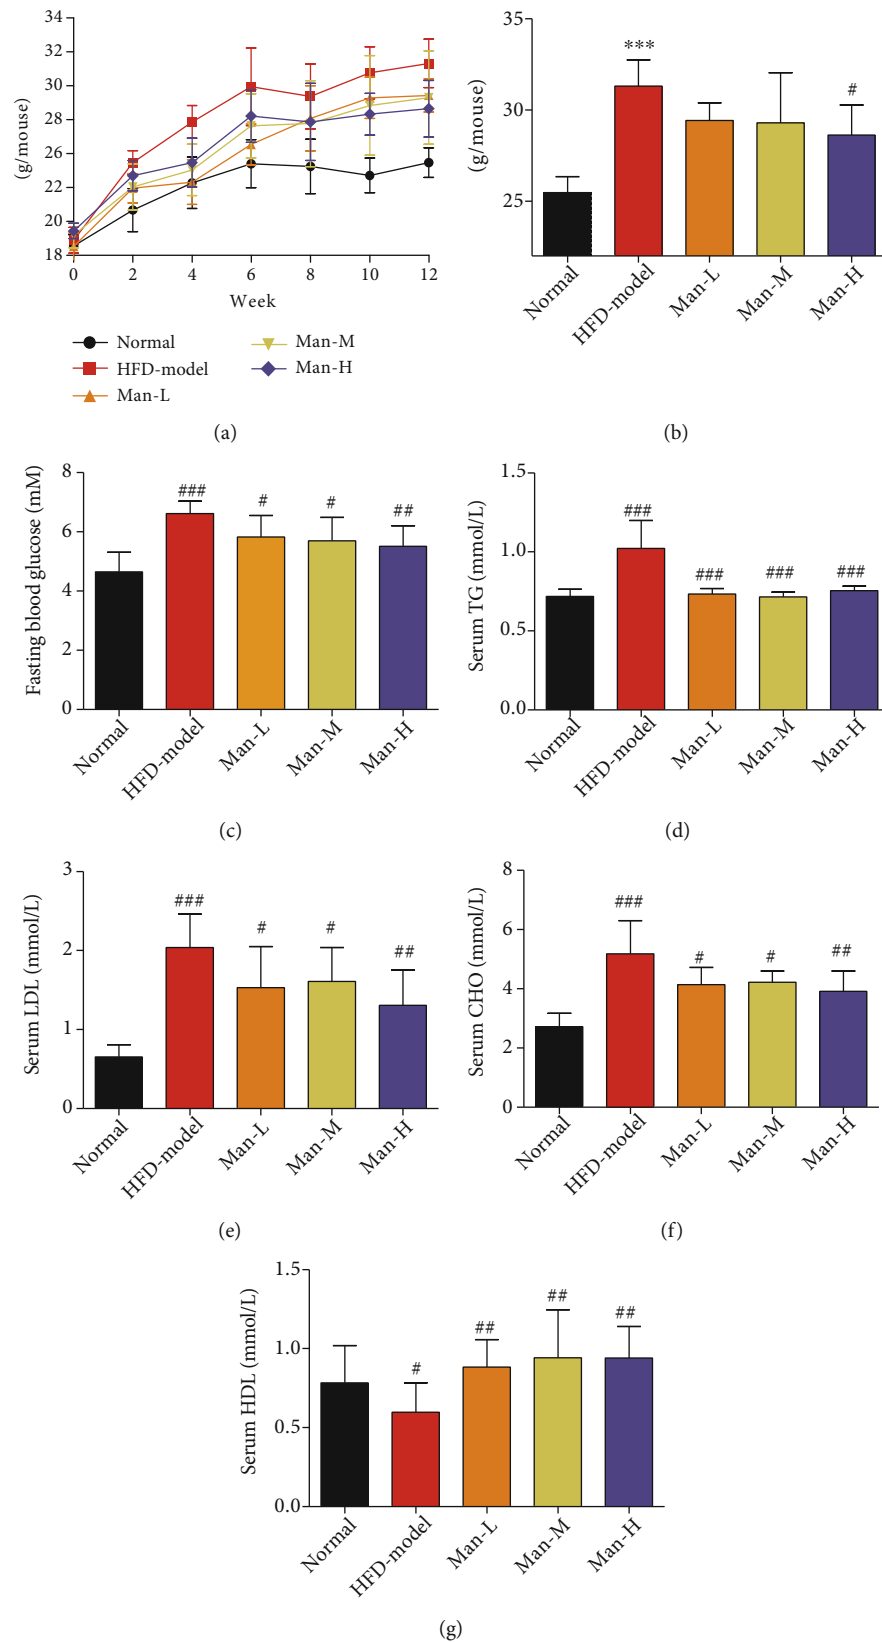 34
32
30
28
26
24
22
20
18
(g/mouse)
0 2 4 6 8 10 12
Week
Normal
HFD-model
Man-L
Man-M
Man-H
(a)
35
30
25
(g/mouse)
***
#
Normal
HFD-model
Man-L
Man-M
Man-H
(b)
8
6
4
2
0
Fasting blood glucose (mM)
###
#
#
##
Normal
HFD-model
Man-L
Man-M
Man-H
(c)
1.5
1.0
0.5
0.0
Serum TG (mmol/L)
###
###
###
###
Normal
HFD-model
Man-L
Man-M
Man-H
(d)
3
2
1
0
Serum LDL (mmol/L)
###
#
#
##
Normal
HFD-model
Man-L
Man-M
Man-H
(e)
8
6
4
2
0
Serum CHO (mmol/L)
###
#
#
##
Normal
HFD-model
Man-L
Man-M
Man-H
(f)
1.5
1.0
0.5
0.0
Serum HDL (mmol/L)
#
##
##
##
Normal
HFD-model
Man-L
Man-M
Man-H
(g)